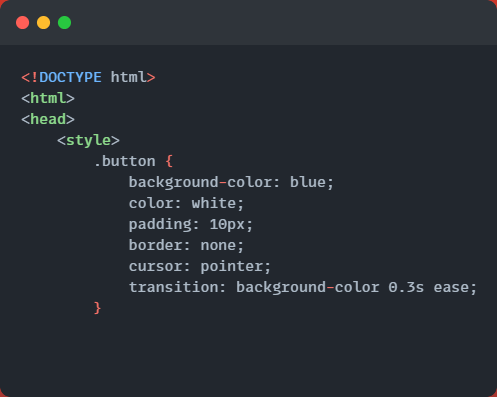 <!DOCTYPE html>
<html>
<head>
    <style>
        .button {
            background-color: blue;
            color: white;
            padding: 10px;
            border: none;
            cursor: pointer;
            transition: background-color 0.3s ease;
        }